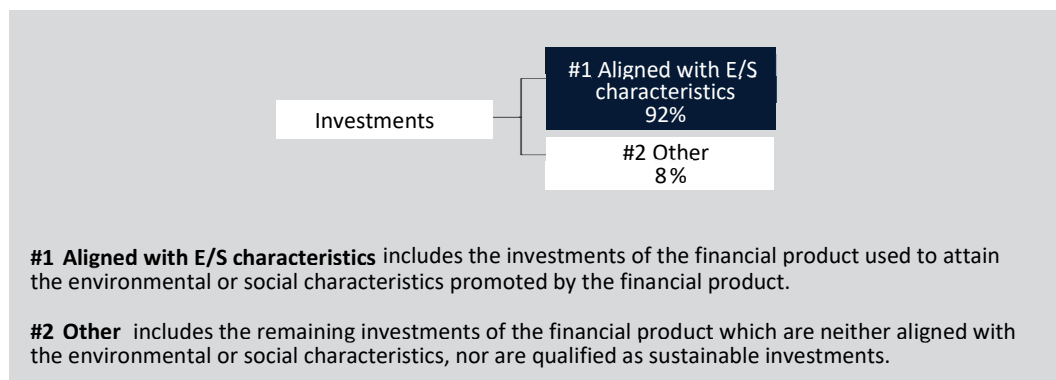 #1 Aligned with E/S
characteristics
92%
Investments
#2 Other
8%
#1 Aligned with E/S characteristics includes the investments of the financial product used to attain
the environmental or social characteristics promoted by the financial product.
#2 Other includes the remaining investments of the financial product which are neither aligned with
the environmental or social characteristics, nor are qualified as sustainable investments.